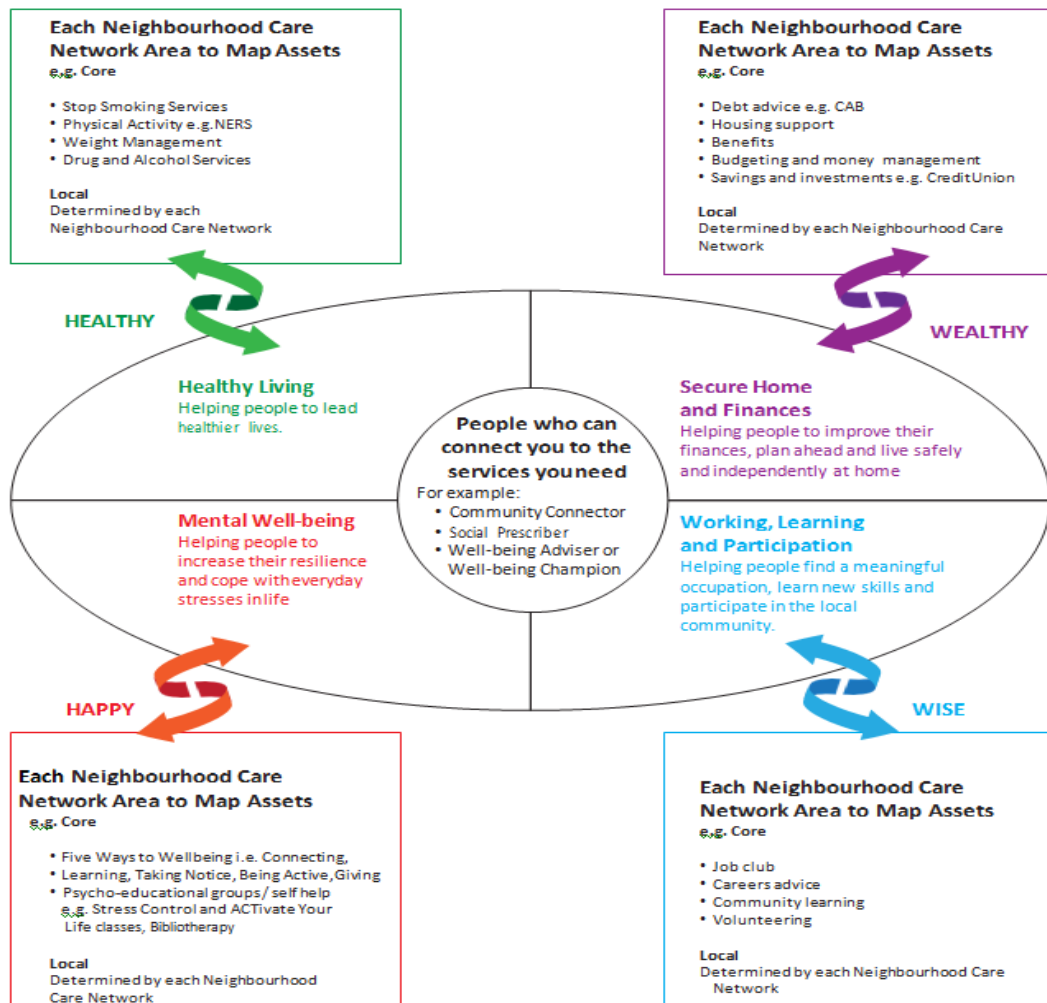 Each Neighbourhood Care
Network Area to Map Assets
e.g. Core
• Stop Smoking Services
• Physical Activity e.g.NERS
• Weight Management
• Drug and Alcohol Services
Local
Determined by each
Neighbourhood Care Network
Each Neighbourhood Care
Network Area to Map Assets
e.g. Core
• Debt advice e.g. CAB
• Housing support
• Benefits
• Budgeting and money management
• Savings and investments e.g. CreditUnion
Local
Determined by each Neighbourhood Care
Network
HEALTHY
WEALTHY
Healthy Living
Helping people to lead
healthier lives.
Secure Home
and Finances
Helping people to improve their
finances, plan ahead and live safely
and independently at home
People who can
connect you to the
services youneed
For example:
• Community Connector
• Social Prescriber
• Well-being Adviser or
Well-being Champion
Mental Well-being
Helping people to
increase their resilience
and cope witheveryday
stresses in life
Working, Learning
and Participation
Helping people find a meaningful
occupation, learn new skills and
participate in the local
community.
HAPPY
WISE
Each Neighbourhood Care
Network Area to Map Assets
e.g. Core
• Five Ways to Wellbeing i.e. Connecting,
• Learning, Taking Notice, Being Active,Giving
• Psycho-educational groups/ self help
e.g. Stress Control and ACTivate Your
Life classes, Bibliotherapy
Local
Determined by each Neighbourhood
Care Network
Each Neighbourhood Care
Network Area to Map Assets
e.g. Core
• Job club
• Careers advice
• Community learning
• Volunteering
Local
Determined by each Neighbourhood Care
Network